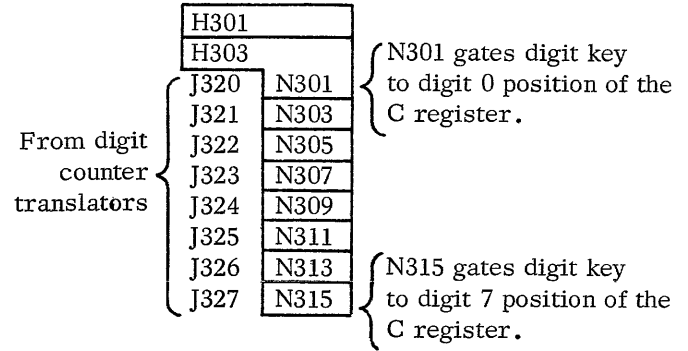 H301
H303
J320 N301
J321 N303
J322 N305
J323 N307
J324 N309
J325 N311
J326 N313
J327 N315
From digit
counter
translators
N301 gates digit key
to digit 0 position of the
C register.
N315 gates digit key
to digit 7 position of the
C register.